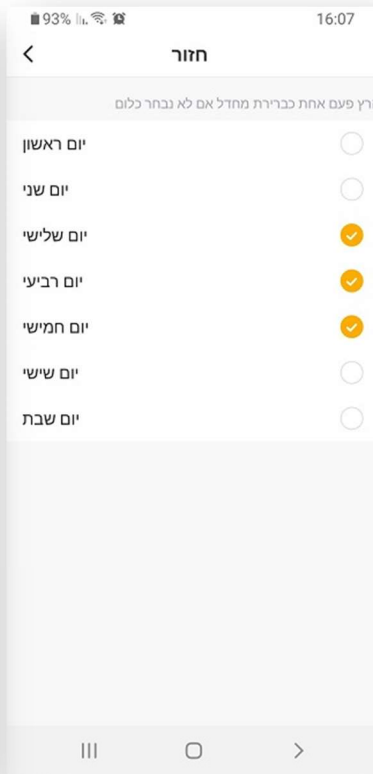 93% 16:07
חזור
רץ פעם אחת כברירת מחדל אם לא נבחר כלום
יום ראשון
יום שני
יום שלישי
יום רביעי
יום חמישי
יום שישי
יום שבת